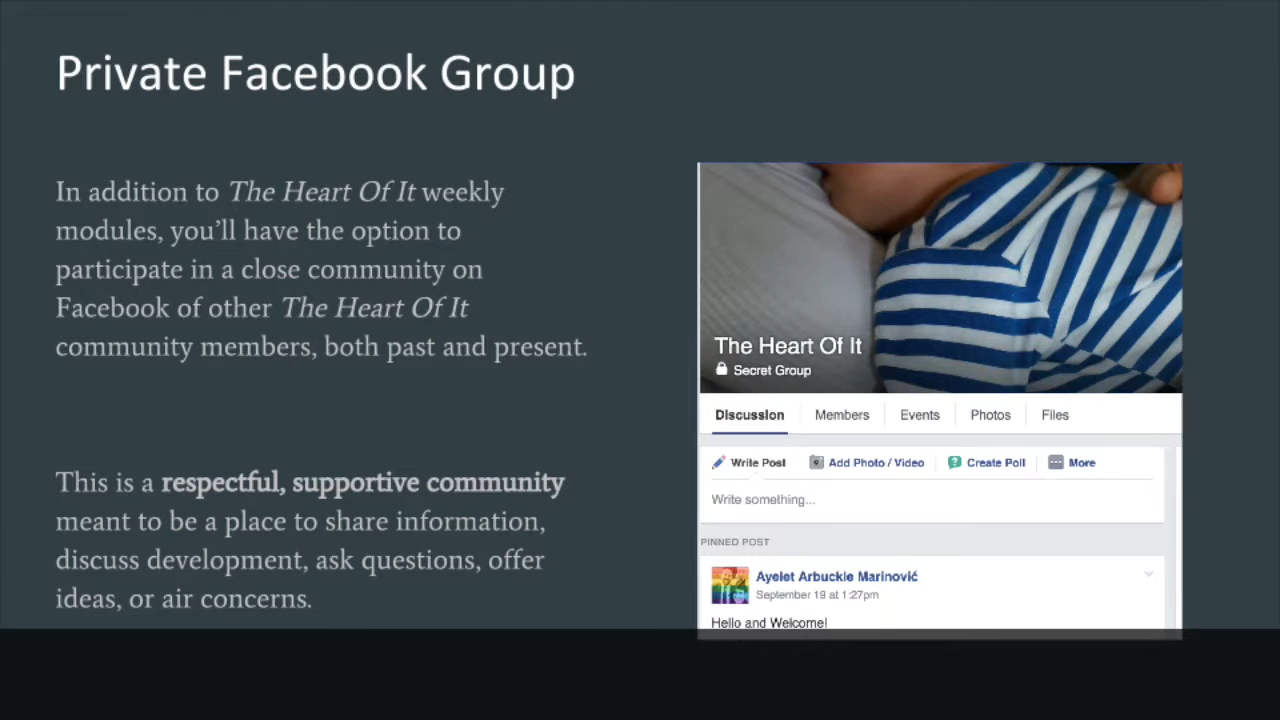 Private Facebook Group
In addition to The Heart Of It weekly
modules, you’ll have the option to
participate in a close community on
Facebook of other The Heart Of It
community members, both past and present.
This is a respectful, supportive community
meant to be a place to share information,
discuss development, ask questions, offer
ideas, or air concerns.
The Heart Of It
Secret Group
Discussion Members Events Photos Files
Write Post Add Photo / Video Create Poll More
Write something...
PINNED POST
Ayelet Arbuckle Marinović
September 19 at 1:27pm
Hello and Welcome!